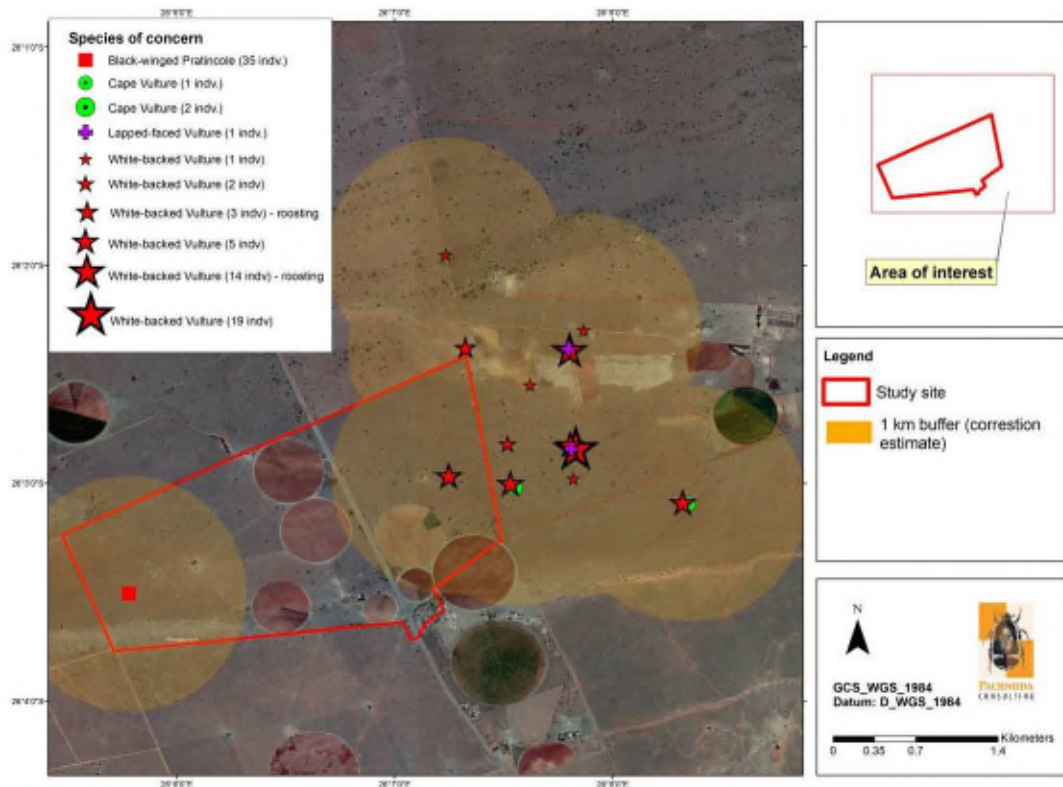 Species of concern
Black-winged Pratincole (35 indv.)
Cape Vulture (1 indv.)
Cape Vulture (2 indv.)
Lapped-faced Vulture (1 indv.)
White-backed Vulture (1 indv)
White-backed Vulture (2 indv)
White-backed Vulture (3 indv) - roosting
White-backed Vulture (5 indv)
White-backed Vulture (14 indv) - roosting
White-backed Vulture (19 indv)
Area of interest
Legend
Study site
1 km buffer (correstion
estimate)
N
GCS_WGS_1984
Datum: D_WGS_1984
PACHNODA
CONSULTING
Kilometers
0 0.35 0.7 1.4